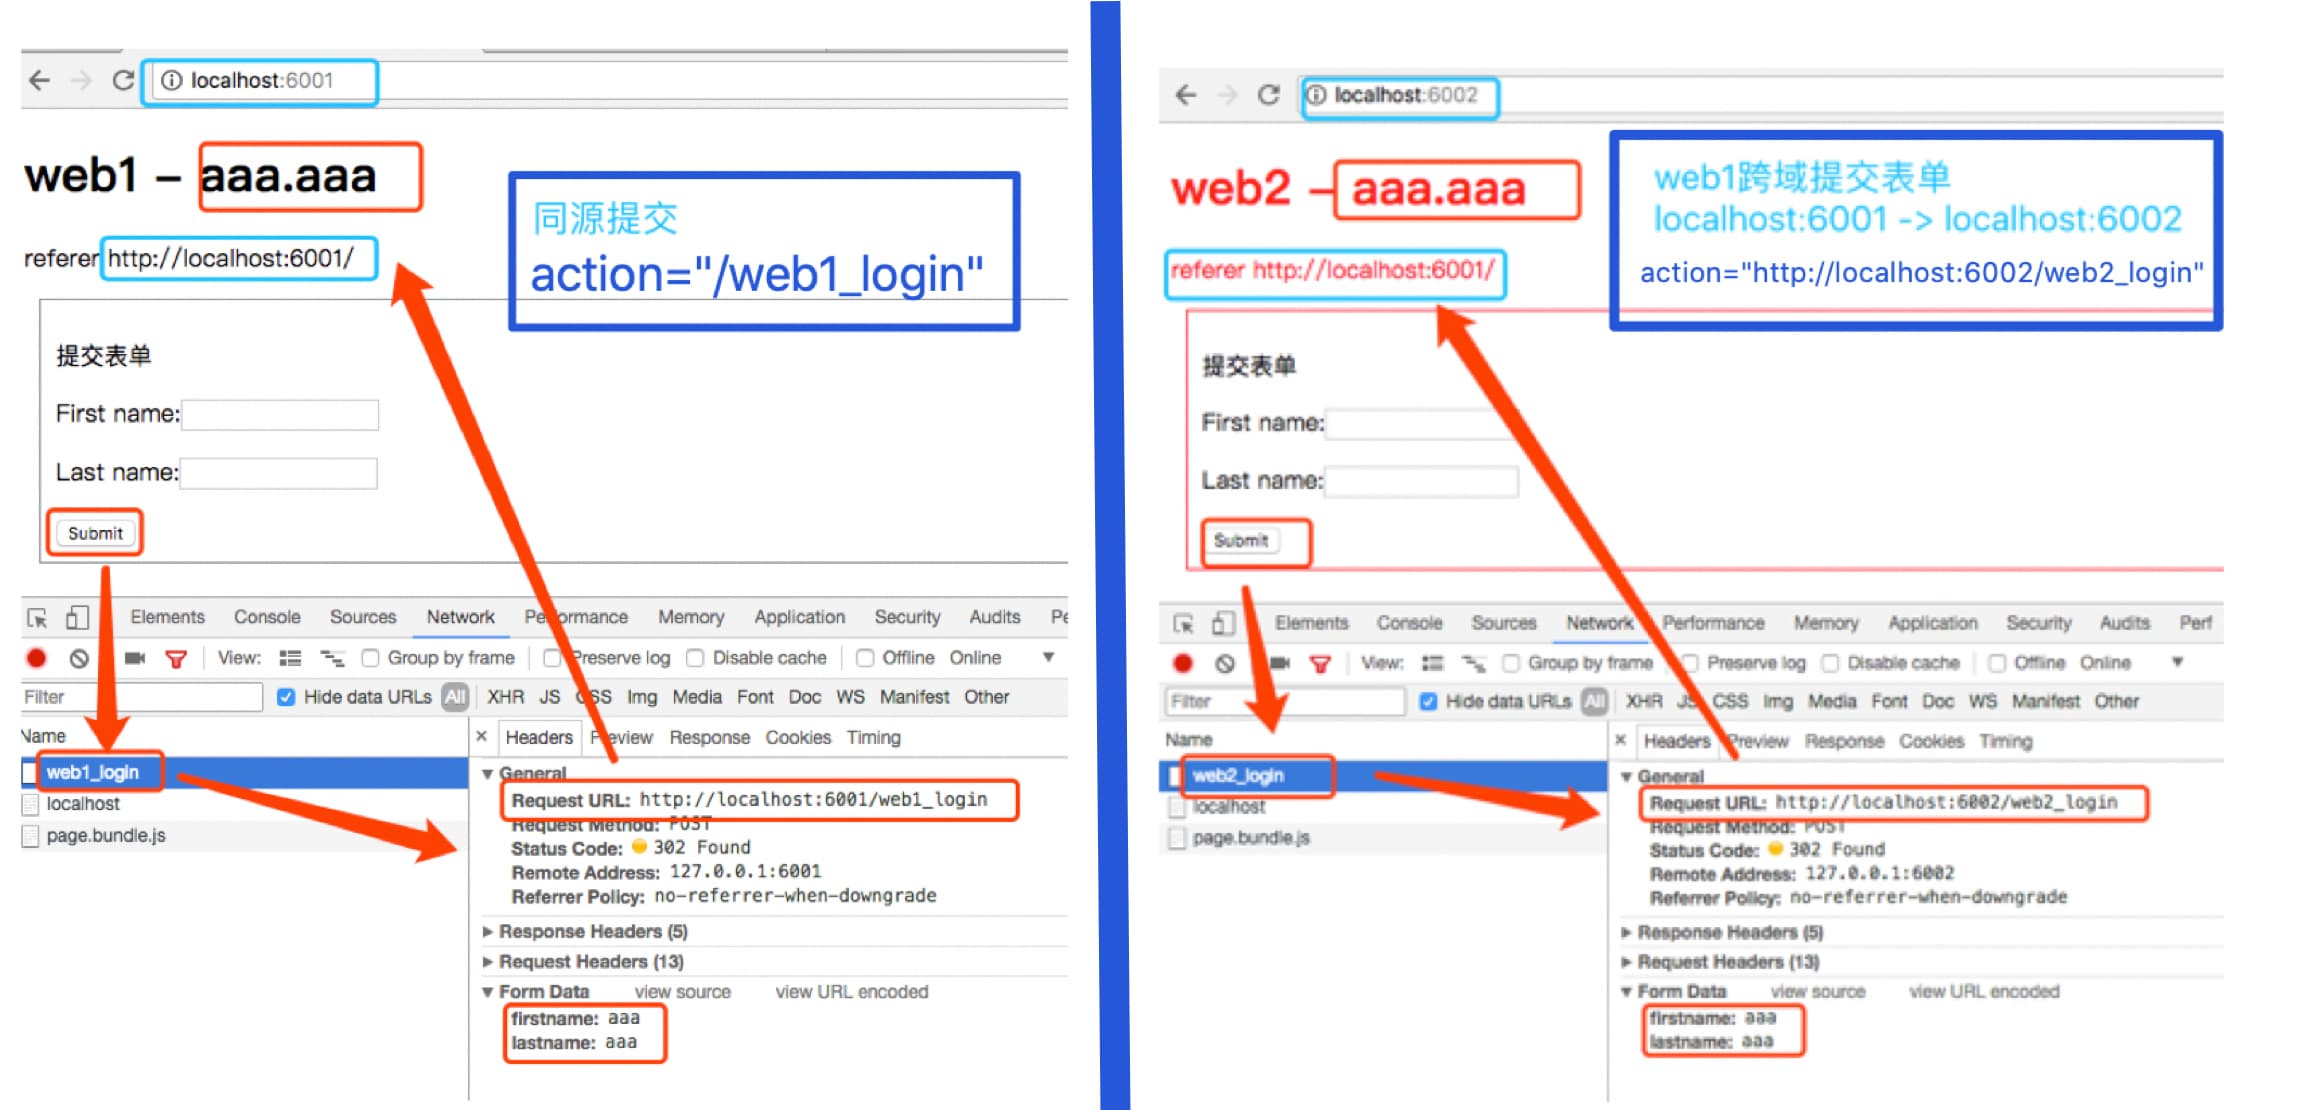 localhost:6001
web1 – aaa.aaa
referer http://localhost:6001/
同源提交
action="/web1_login"
提交表单
First name:
Last name:
Submit
Elements Console Sources Network Performance Memory Application Security Audits Pe
View: Group by frame Preserve log Disable cache Offline Online
Filter Hide data URLs All XHR JS CSS Img Media Font Doc WS Manifest Other
Name
web1_login
localhost
page.bundle.js
× Headers Preview Response Cookies Timing
General
Request URL: http://localhost:6001/web1_login
Request Method: POST
Status Code: 302 Found
Remote Address: 127.0.0.1:6001
Referrer Policy: no-referrer-when-downgrade
Response Headers (5)
Request Headers (13)
Form Data view source view URL encoded
firstname: aaa
lastname: aaa
localhost:6002
web2 – aaa.aaa
referer http://localhost:6001/
web1跨域提交表单
localhost:6001 -> localhost:6002
action="http://localhost:6002/web2_login"
提交表单
First name:
Last name:
Submit
Elements Console Sources Network Performance Memory Application Security Audits Perf
View: Group by frame Preserve log Disable cache Offline Online
Filter Hide data URLs All XHR JS CSS Img Media Font Doc WS Manifest Other
Name
web2_login
localhost
page.bundle.js
× Headers Preview Response Cookies Timing
General
Request URL: http://localhost:6002/web2_login
Request Method: POST
Status Code: 302 Found
Remote Address: 127.0.0.1:6002
Referrer Policy: no-referrer-when-downgrade
Response Headers (5)
Request Headers (13)
Form Data view source view URL encoded
firstname: aaa
lastname: aaa